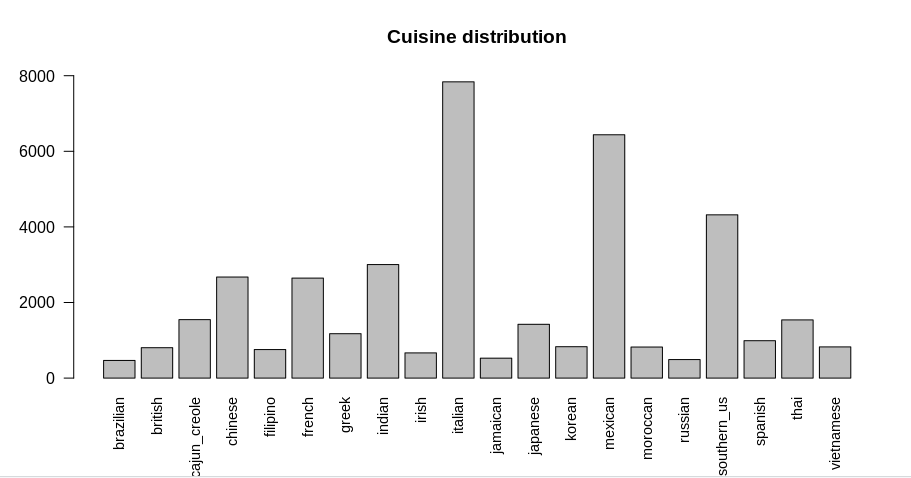 Cuisine distribution
8000
6000
4000
2000
0
brazilian
british
cajun_creole
chinese
filipino
french
greek
indian
irish
italian
jamaican
japanese
korean
mexican
moroccan
russian
southern_us
spanish
thai
vietnamese